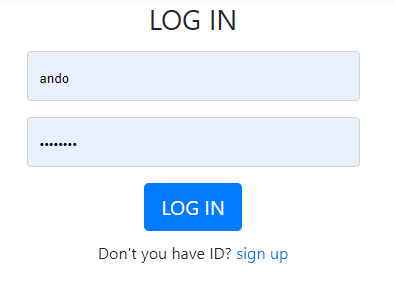 LOG IN
ando
••••••••
LOG IN
Don't you have ID? sign up